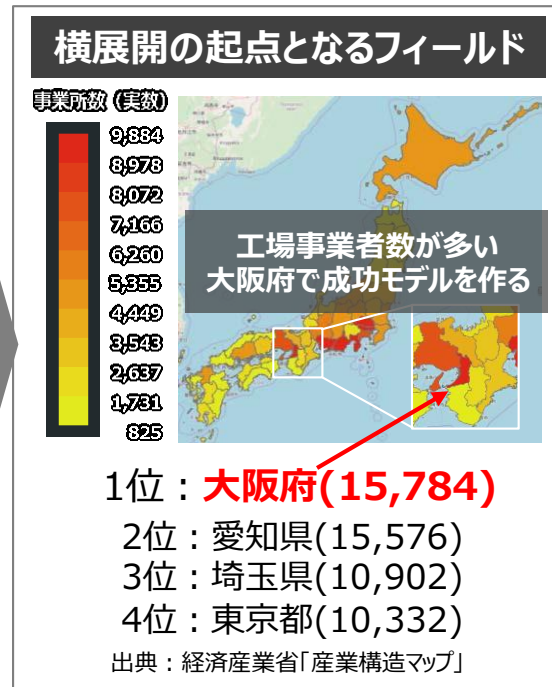 横展開の起点となるフィールド
事業所数 (実数)
9,884
8,978
8,072
7,166
6,260
5,355
4,449
3,543
2,637
1,731
825
工場事業者数が多い
大阪府で成功モデルを作る
1位：大阪府(15,784)
2位：愛知県(15,576)
3位：埼玉県(10,902)
4位：東京都(10,332)
出典：経済産業省「産業構造マップ」